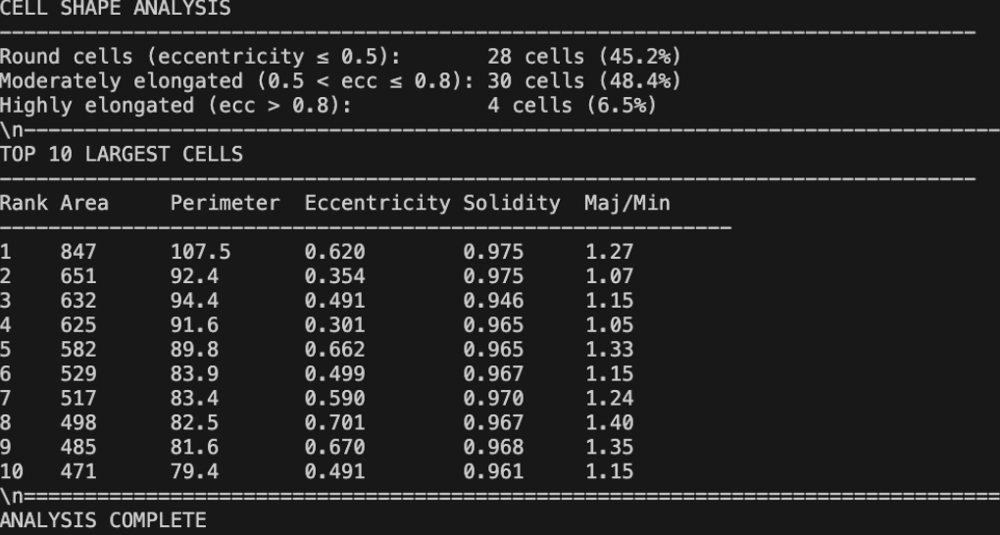 CELL SHAPE ANALYSIS
--------------------------------------------------------------------------------
Round cells (eccentricity ≤ 0.5):       28 cells (45.2%)
Moderately elongated (0.5 < ecc ≤ 0.8): 30 cells (48.4%)
Highly elongated (ecc > 0.8):           4 cells (6.5%)
\n--------------------------------------------------------------------------------
TOP 10 LARGEST CELLS
--------------------------------------------------------------------------------
Rank Area     Perimeter  Eccentricity Solidity  Maj/Min
------------------------------------------------------------
1    847      107.5      0.620        0.975     1.27
2    651      92.4       0.354        0.975     1.07
3    632      94.4       0.491        0.946     1.15
4    625      91.6       0.301        0.965     1.05
5    582      89.8       0.662        0.965     1.33
6    529      83.9       0.499        0.967     1.15
7    517      83.4       0.590        0.970     1.24
8    498      82.5       0.701        0.967     1.40
9    485      81.6       0.670        0.968     1.35
10   471      79.4       0.491        0.961     1.15
\n================================================================================
ANALYSIS COMPLETE